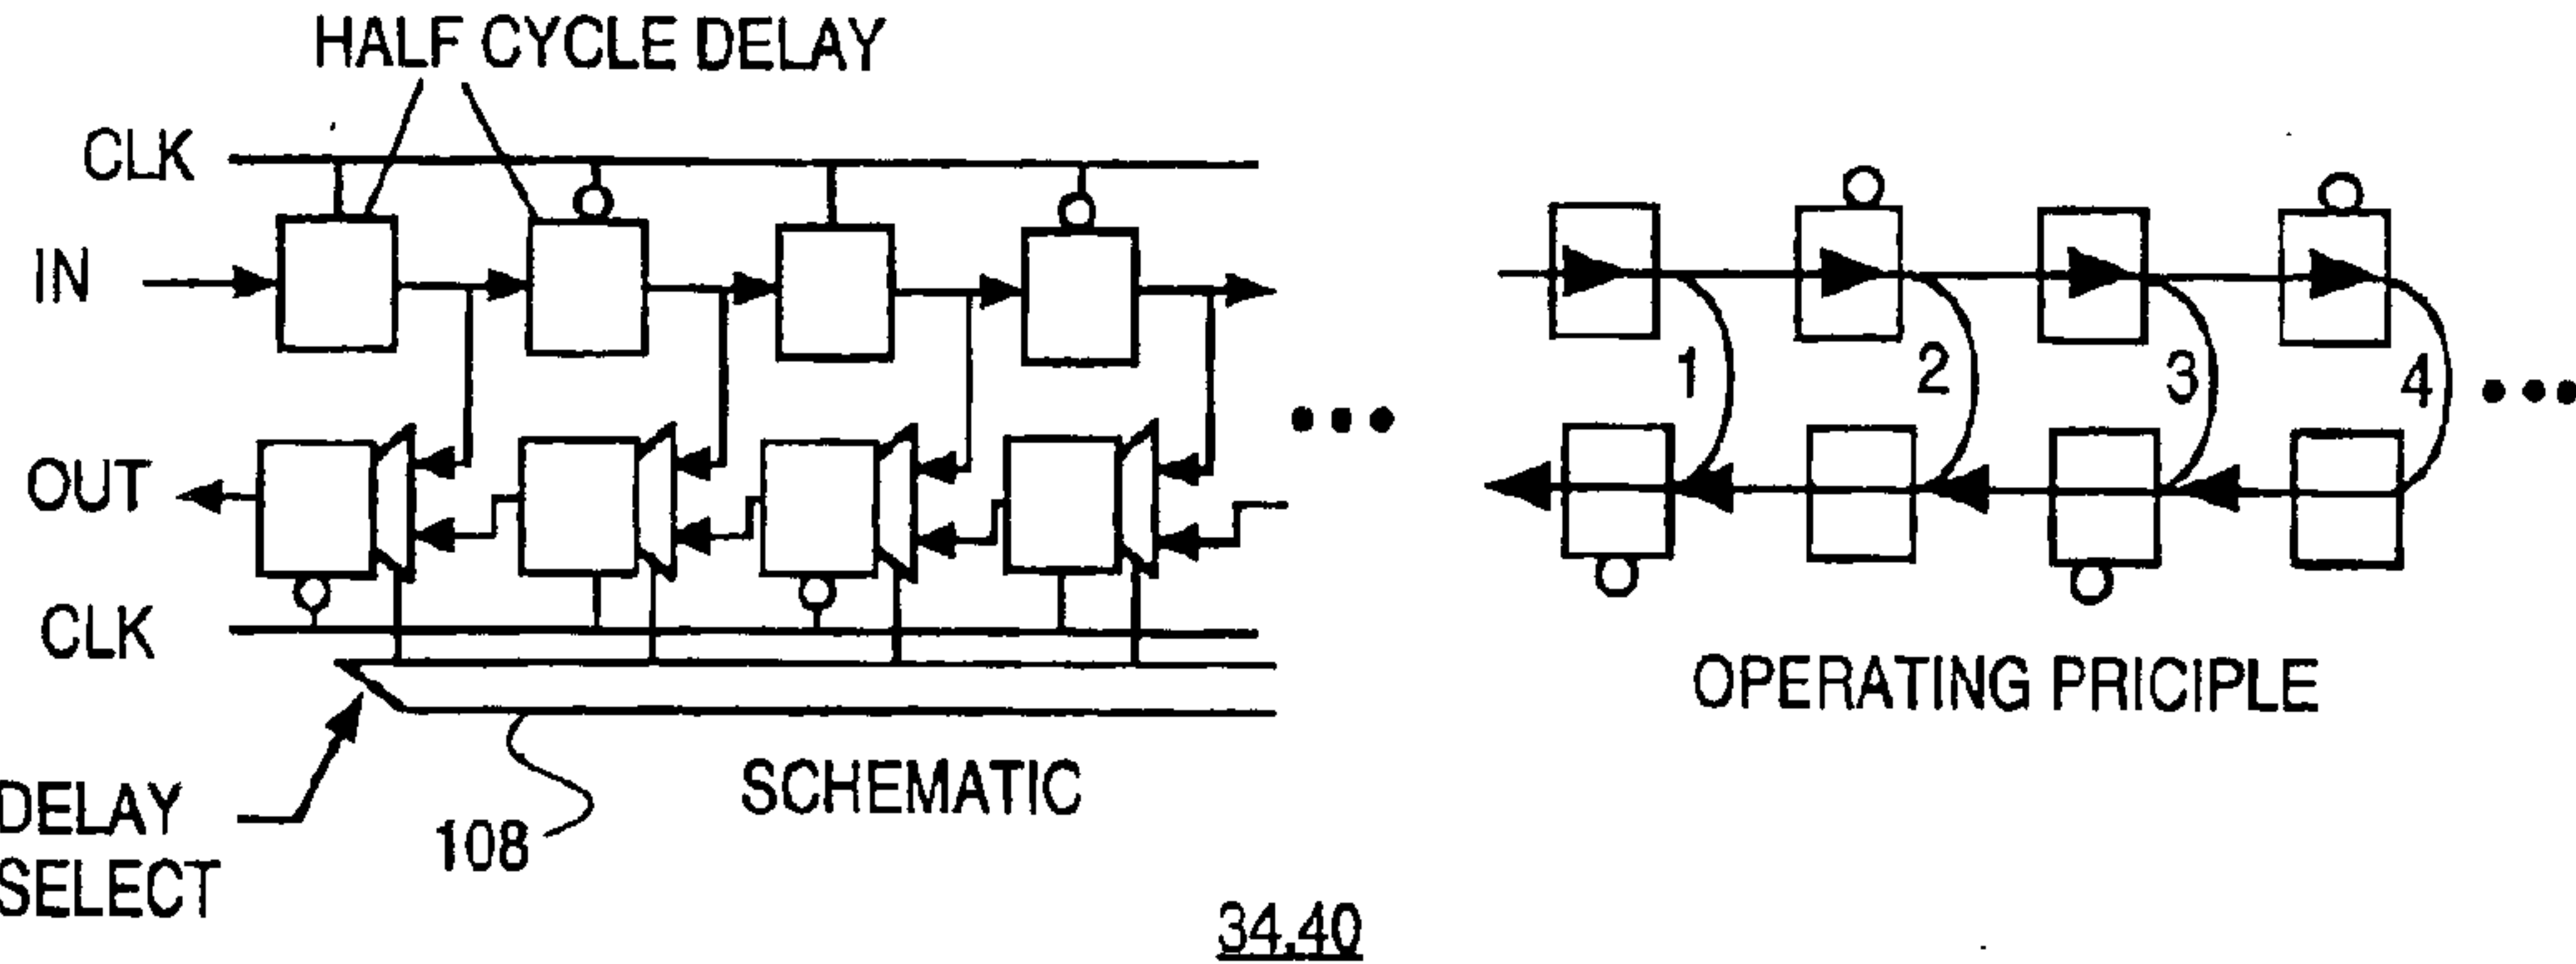 HALF CYCLE DELAY
CLK
IN
OUT
CLK
DELAY
SELECT
108
SCHEMATIC
1
2
3
4
OPERATING PRICIPLE
34,40